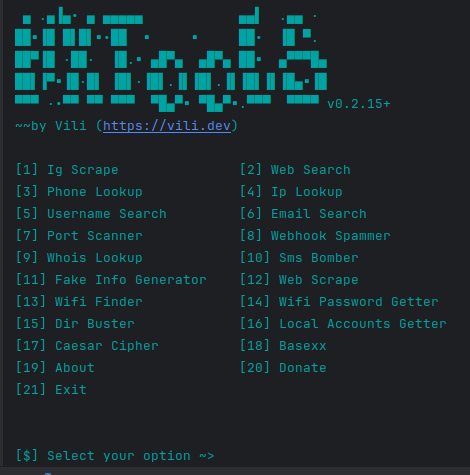 v0.2.15+
~~by Vili (https://vili.dev)
[1] Ig Scrape [2] Web Search
[3] Phone Lookup [4] Ip Lookup
[5] Username Search [6] Email Search
[7] Port Scanner [8] Webhook Spammer
[9] Whois Lookup [10] Sms Bomber
[11] Fake Info Generator [12] Web Scrape
[13] Wifi Finder [14] Wifi Password Getter
[15] Dir Buster [16] Local Accounts Getter
[17] Caesar Cipher [18] Basexx
[19] About [20] Donate
[21] Exit
[$] Select your option ~>